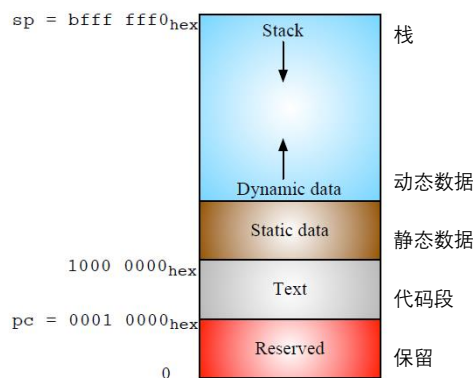 sp = bfff fff0hex
Stack
栈
Dynamic data
动态数据
Static data
静态数据
1000 0000hex
Text
代码段
pc = 0001 0000hex
Reserved
保留
0